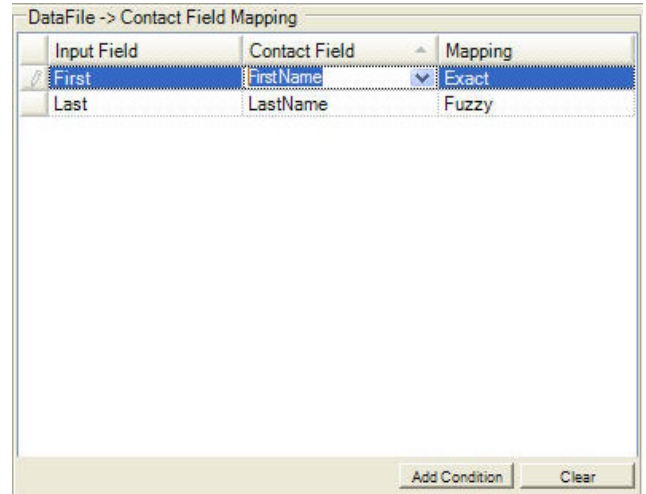 DataFile -> Contact Field Mapping
Input Field Contact Field Mapping
First FirstName Exact
Last LastName Fuzzy
Add Condition Clear